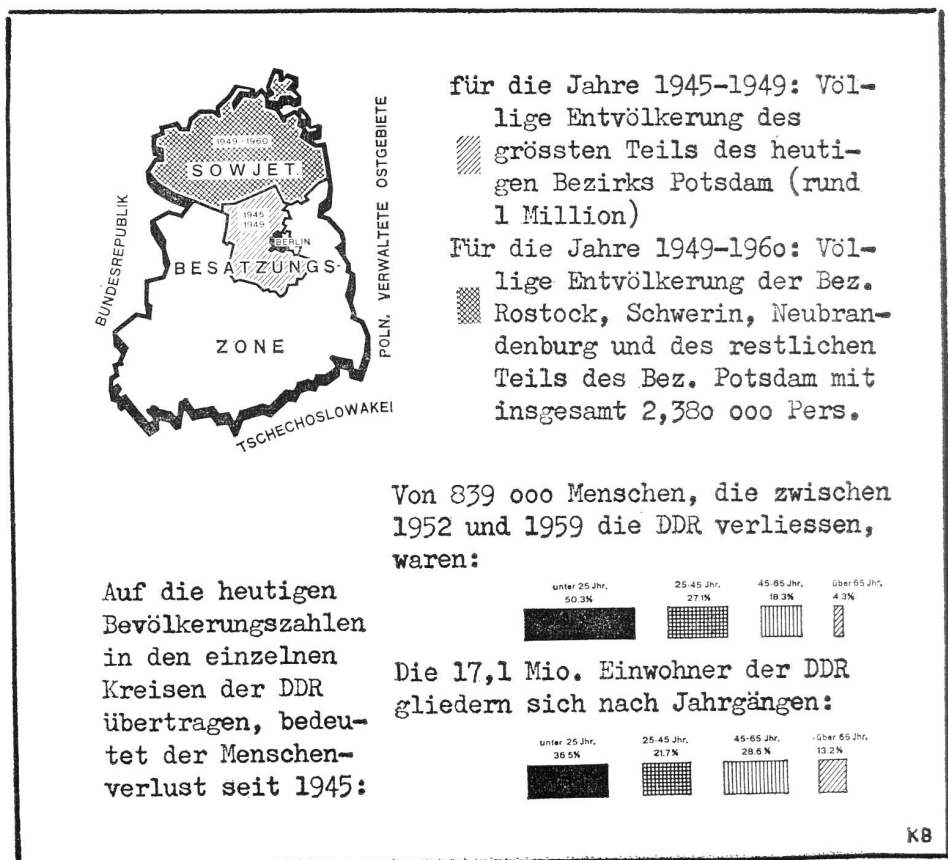 1949-1960
SOWJET.
1945
1949
BERLIN
BESATZUNGS-
ZONE
BUNDESREPUBLIK
POLN. VERWALTETE OSTGEBIETE
TSCHECHOSLOWAKEI
für die Jahre 1945-1949: Völ-
lige Entvölkerung des
grössten Teils des heuti-
gen Bezirks Potsdam (rund
1 Million)
Für die Jahre 1949-196o: Völ-
lige Entvölkerung der Bez.
Rostock, Schwerin, Neubran-
denburg und des restlichen
Teils des Bez. Potsdam mit
insgesamt 2,38o ooo Pers.
Auf die heutigen
Bevölkerungszahlen
in den einzelnen
Kreisen der DDR
übertragen, bedeu-
tet der Menschen-
verlust seit 1945:
Von 839 ooo Menschen, die zwischen
1952 und 1959 die DDR verliessen,
waren:
unter 25 Jhr. 25-45 Jhr. 45-65 Jhr. über 65 Jhr.
50.3% 27.1% 18.3% 4.3%
Die 17,1 Mio. Einwohner der DDR
gliedern sich nach Jahrgängen:
unter 25 Jhr. 25-45 Jhr. 45-65 Jhr. über 65 Jhr.
36.5% 21.7% 28.6% 13.2%
KB